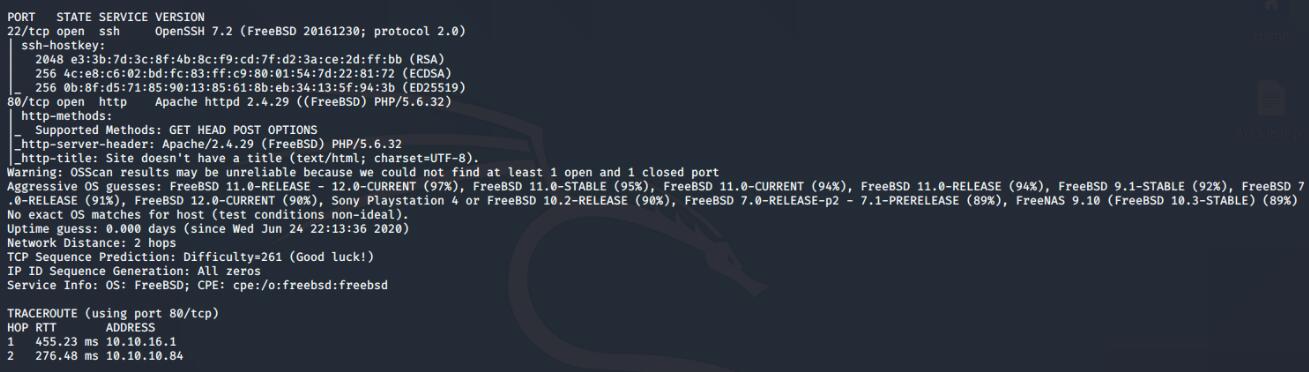 PORT   STATE SERVICE VERSION
22/tcp open  ssh     OpenSSH 7.2 (FreeBSD 20161230; protocol 2.0)
| ssh-hostkey:
|   2048 e3:3b:7d:3c:8f:4b:8c:f9:cd:7f:d2:3a:ce:2d:ff:bb (RSA)
|   256 4c:e8:c6:02:bd:fc:83:ff:c9:80:01:54:7d:22:81:72 (ECDSA)
|_  256 0b:8f:d5:71:85:90:13:85:61:8b:eb:34:13:5f:94:3b (ED25519)
80/tcp open  http    Apache httpd 2.4.29 ((FreeBSD) PHP/5.6.32)
| http-methods:
|_  Supported Methods: GET HEAD POST OPTIONS
|_http-server-header: Apache/2.4.29 (FreeBSD) PHP/5.6.32
|_http-title: Site doesn't have a title (text/html; charset=UTF-8).
Warning: OSScan results may be unreliable because we could not find at least 1 open and 1 closed port
Aggressive OS guesses: FreeBSD 11.0-RELEASE - 12.0-CURRENT (97%), FreeBSD 11.0-STABLE (95%), FreeBSD 11.0-CURRENT (94%), FreeBSD 11.0-RELEASE (94%), FreeBSD 9.1-STABLE (92%), FreeBSD 7
.0-RELEASE (91%), FreeBSD 12.0-CURRENT (90%), Sony Playstation 4 or FreeBSD 10.2-RELEASE (90%), FreeBSD 7.0-RELEASE-p2 - 7.1-PRERELEASE (89%), FreeNAS 9.10 (FreeBSD 10.3-STABLE) (89%)
No exact OS matches for host (test conditions non-ideal).
Uptime guess: 0.000 days (since Wed Jun 24 22:13:36 2020)
Network Distance: 2 hops
TCP Sequence Prediction: Difficulty=261 (Good luck!)
IP ID Sequence Generation: All zeros
Service Info: OS: FreeBSD; CPE: cpe:/o:freebsd:freebsd

TRACEROUTE (using port 80/tcp)
HOP RTT       ADDRESS
1   455.23 ms 10.10.16.1
2   276.48 ms 10.10.10.84